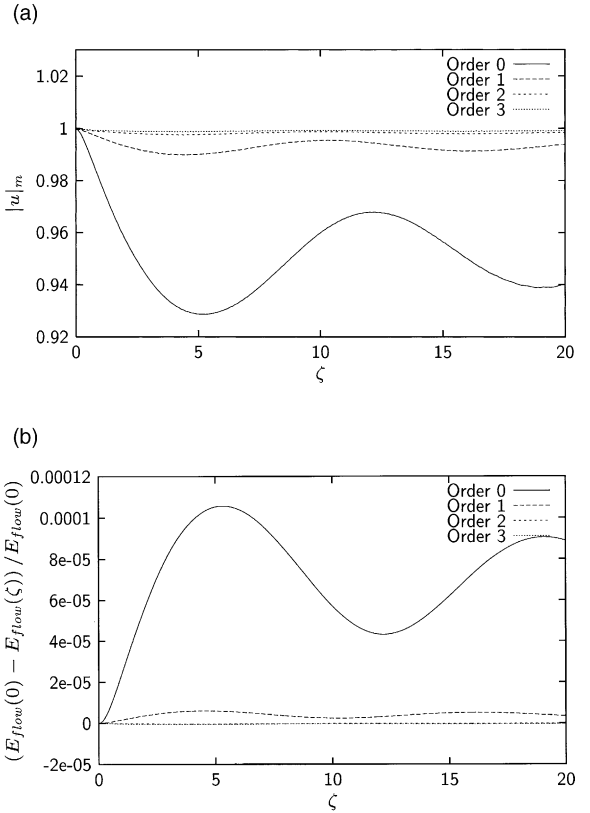 (a)
1.02
1
0.98
0.96
0.94
0.92
|u|m
Order 0
Order 1
Order 2
Order 3
0 5 10 15 20
ζ
(b)
0.00012
0.0001
8e-05
6e-05
4e-05
2e-05
0
-2e-05
(Eflow(0) − Eflow(ζ)) / Eflow(0)
Order 0
Order 1
Order 2
Order 3
0 5 10 15 20
ζ